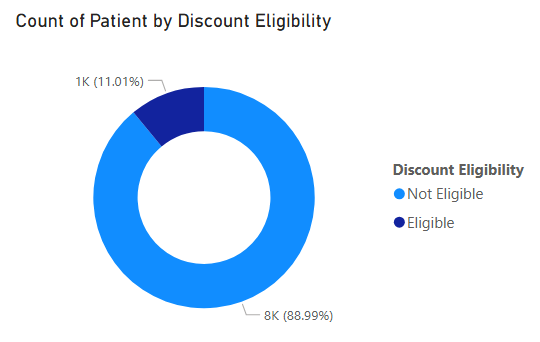 Count of Patient by Discount Eligibility
1K (11.01%)
Discount Eligibility
Not Eligible
Eligible
8K (88.99%)